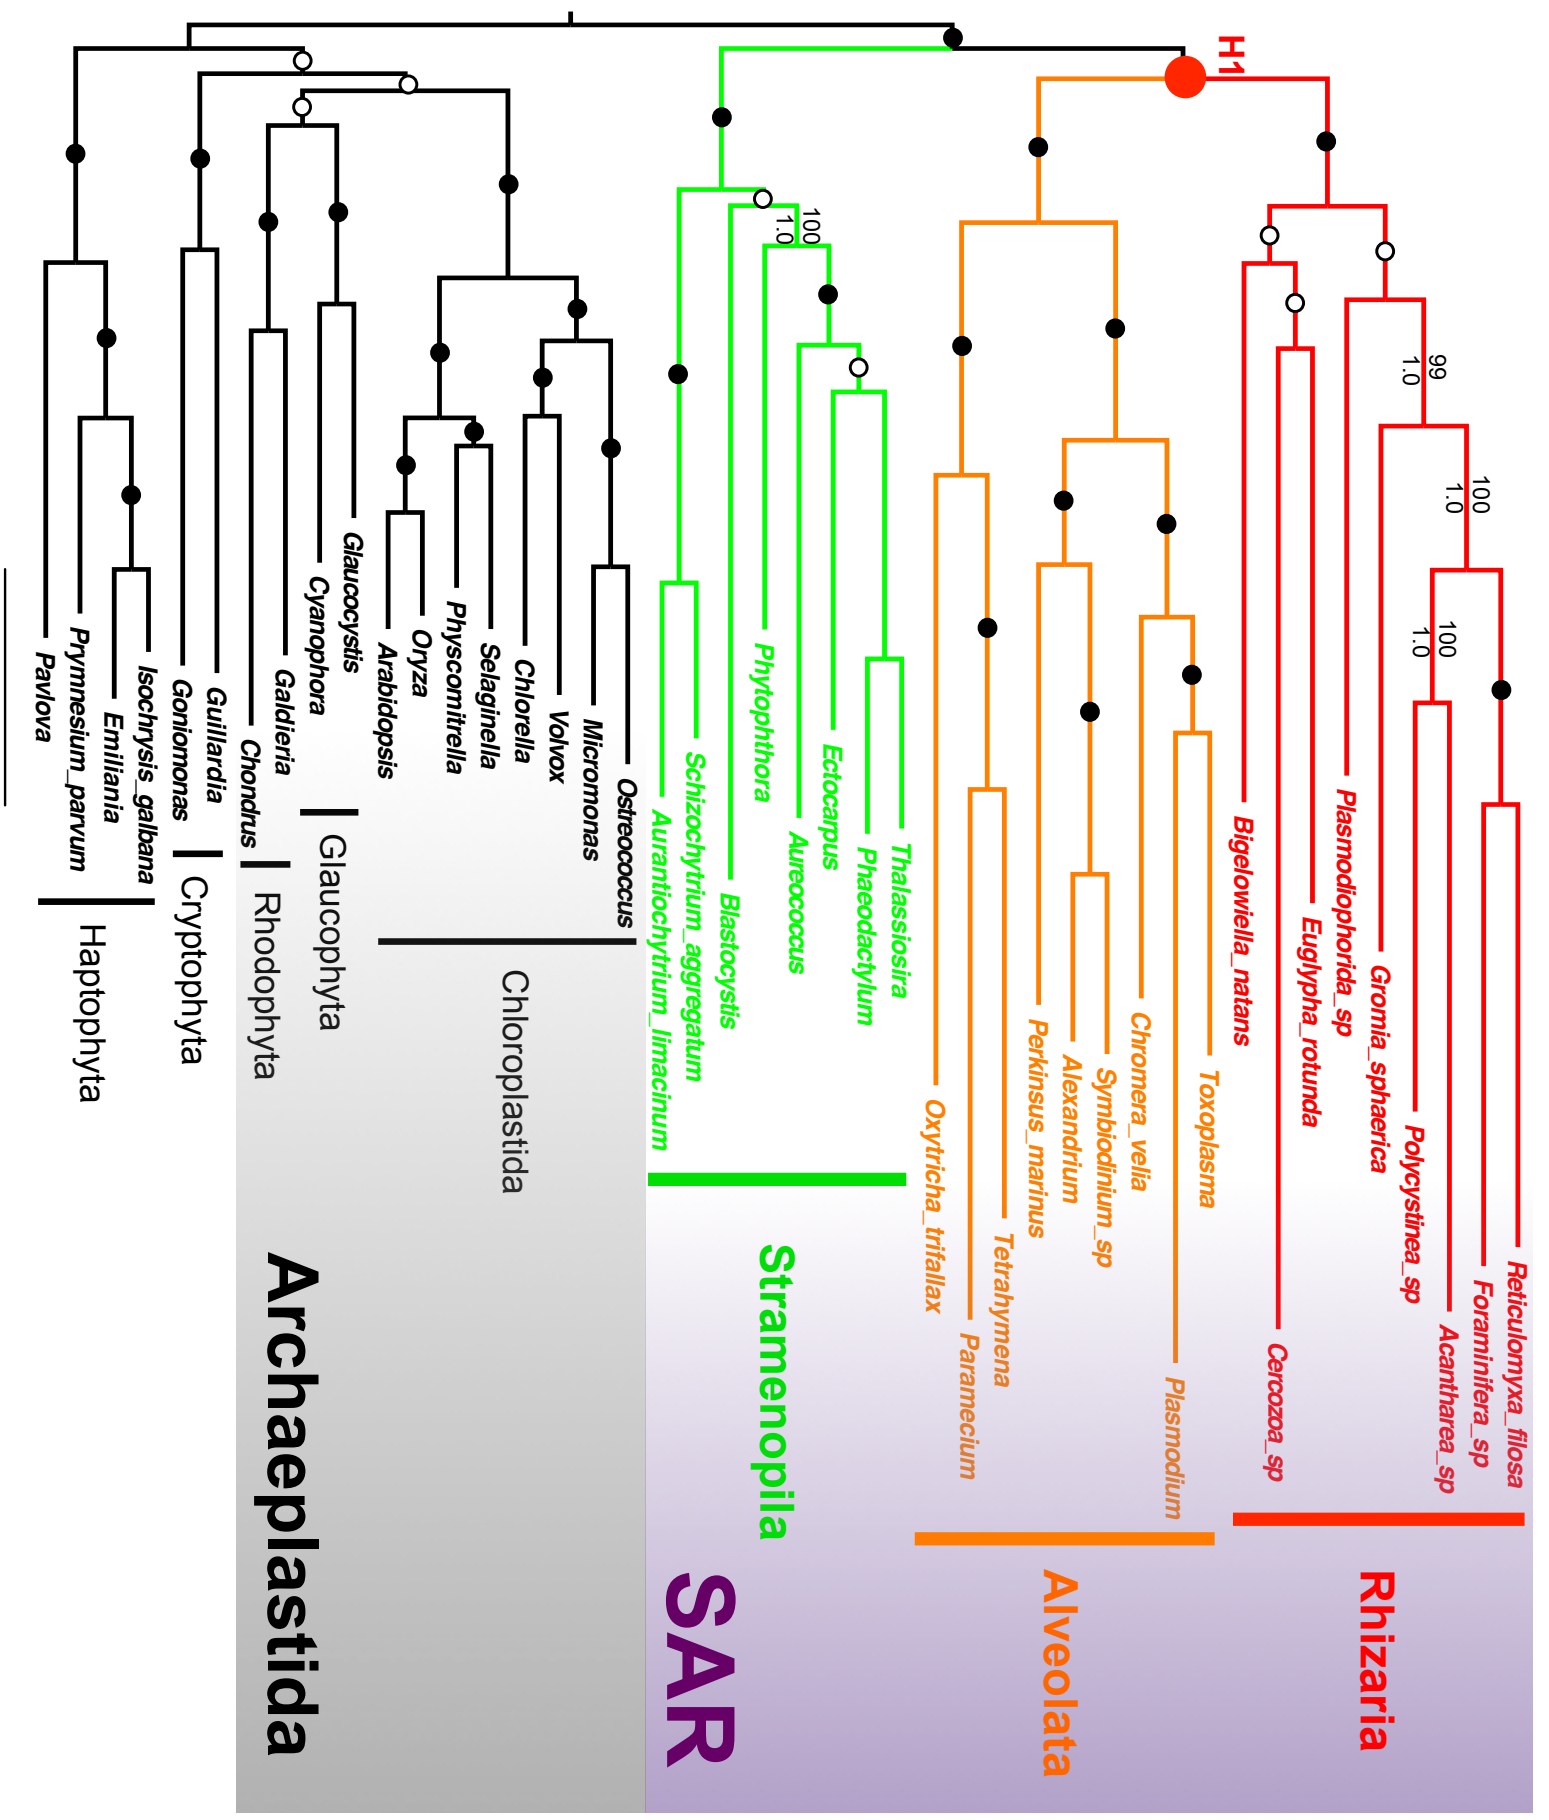 H1
Reticulomyxa_filosa
Foraminifera_sp
Acantharea_sp
Polycystinea_sp
Gromia_sphaerica
Plasmodiophorida_sp
Euglypha_rotunda
Cercozoa_sp
Bigelowiella_natans
99
1.0
100
1.0
100
1.0
Rhizaria
Toxoplasma
Plasmodium
Chromera_velia
Symbiodinium_sp
Alexandrium
Perkinsus_marinus
Tetrahymena
Paramecium
Oxytricha_trifallax
Alveolata
100
1.0
Thalassiosira
Phaeodactylum
Ectocarpus
Aureococcus
Phytophthora
Blastocystis
Schizochytrium_aggregatum
Aurantiochytrium_limacinum
Stramenopila
SAR
Ostreococcus
Micromonas
Volvox
Chlorella
Selaginella
Physcomitrella
Oryza
Arabidopsis
Chloroplastida
Glaucocystis
Cyanophora
Glaucophyta
Galdieria
Chondrus
Rhodophyta
Archaeplastida
Guillardia
Goniomonas
Cryptophyta
Isochrysis_galbana
Emiliania
Prymnesium_parvum
Pavlova
Haptophyta